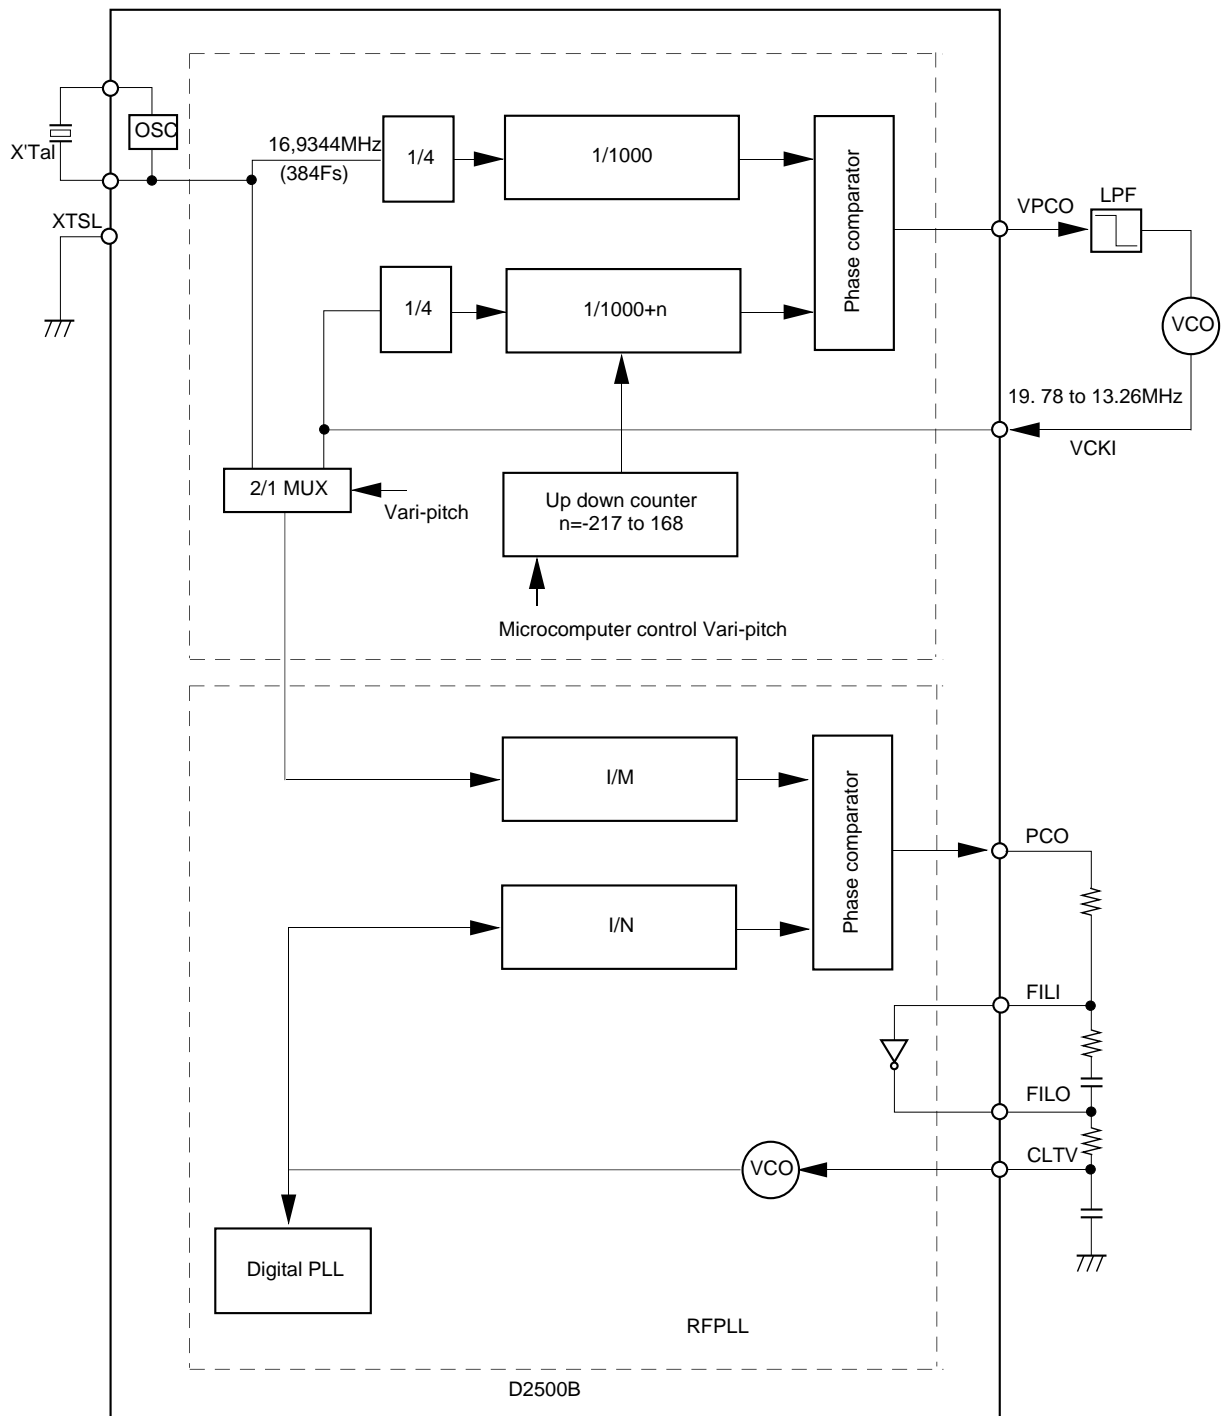 X'Tal
OSC
16,9344MHz
(384Fs)
1/4
1/1000
Phase comparator
XTSL
VPCO
LPF
1/4
1/1000+n
VCO
19. 78 to 13.26MHz
VCKI
2/1 MUX
Vari-pitch
Up down counter
n=-217 to 168
Microcomputer control Vari-pitch
I/M
Phase comparator
PCO
I/N
FILI
FILO
CLTV
VCO
Digital PLL
RFPLL
D2500B